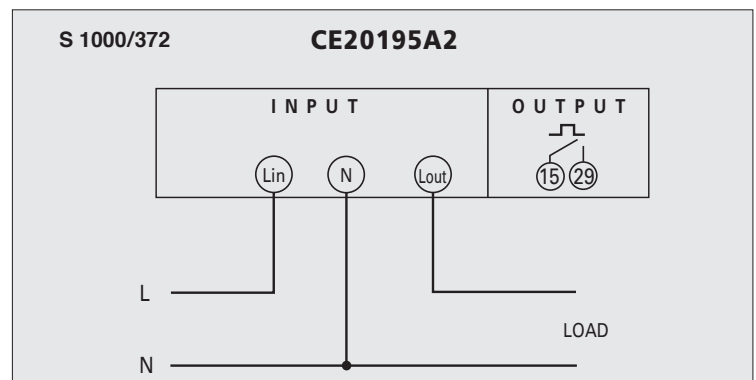 S 1000/372 CE20195A2
INPUT OUTPUT
Lin N Lout 15 29
L
LOAD
N